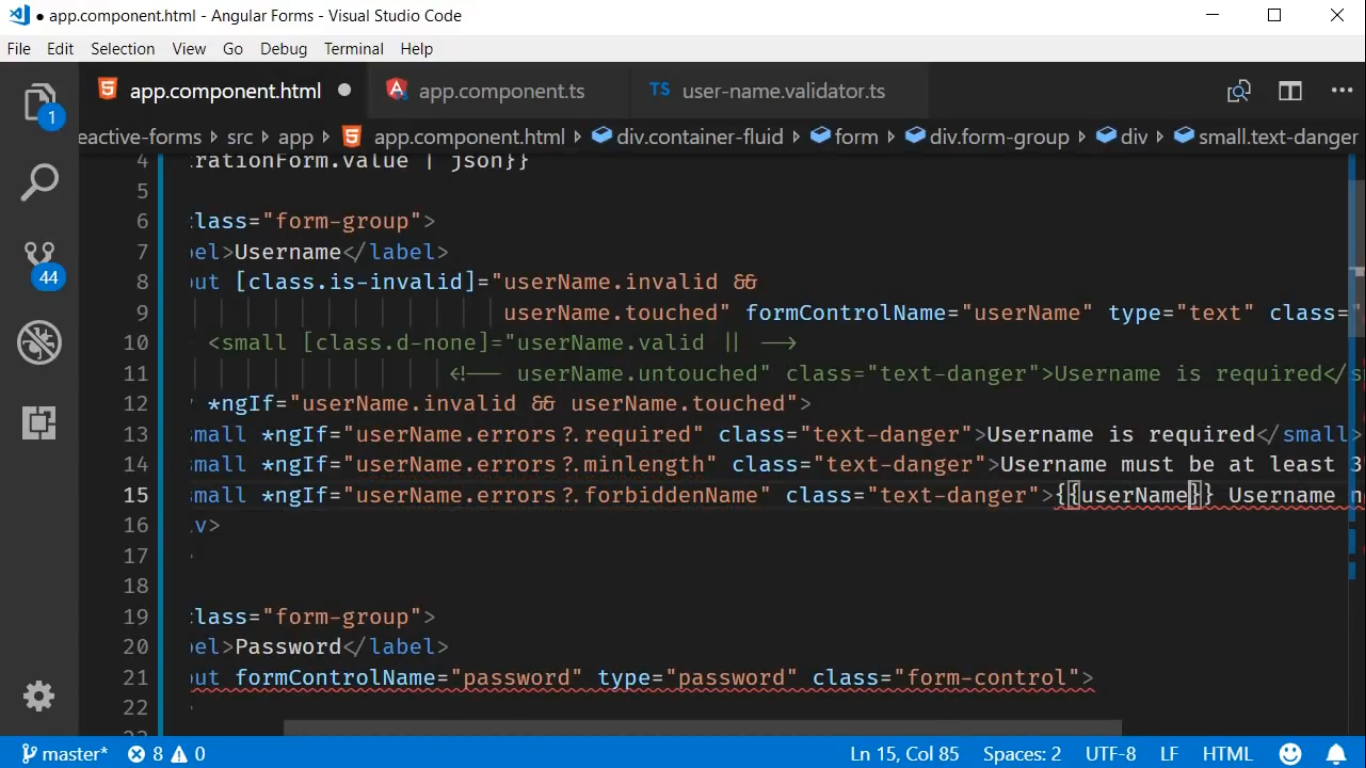 app.component.html - Angular Forms - Visual Studio Code
File Edit Selection View Go Debug Terminal Help
1
app.component.html
app.component.ts
TS user-name.validator.ts
eactive-forms › src › app › app.component.html › div.container-fluid › form › div.form-group › div › small.text-danger
4 rationForm.value | json}}
5
6 class="form-group">
7 el>Username</label>
8 ut [class.is-invalid]="userName.invalid &&
9 userName.touched" formControlName="userName" type="text" class="
10 <small [class.d-none]="userName.valid || -->
11 <!-- userName.untouched" class="text-danger">Username is required</s
12 *ngIf="userName.invalid && userName.touched">
13 small *ngIf="userName.errors?.required" class="text-danger">Username is required</small>
14 small *ngIf="userName.errors?.minlength" class="text-danger">Username must be at least 3
15 small *ngIf="userName.errors?.forbiddenName" class="text-danger">{{userName}} Username n
16 v>
17
18
19 class="form-group">
20 el>Password</label>
21 ut formControlName="password" type="password" class="form-control">
22
44
master* 8 0 Ln 15, Col 85 Spaces: 2 UTF-8 LF HTML